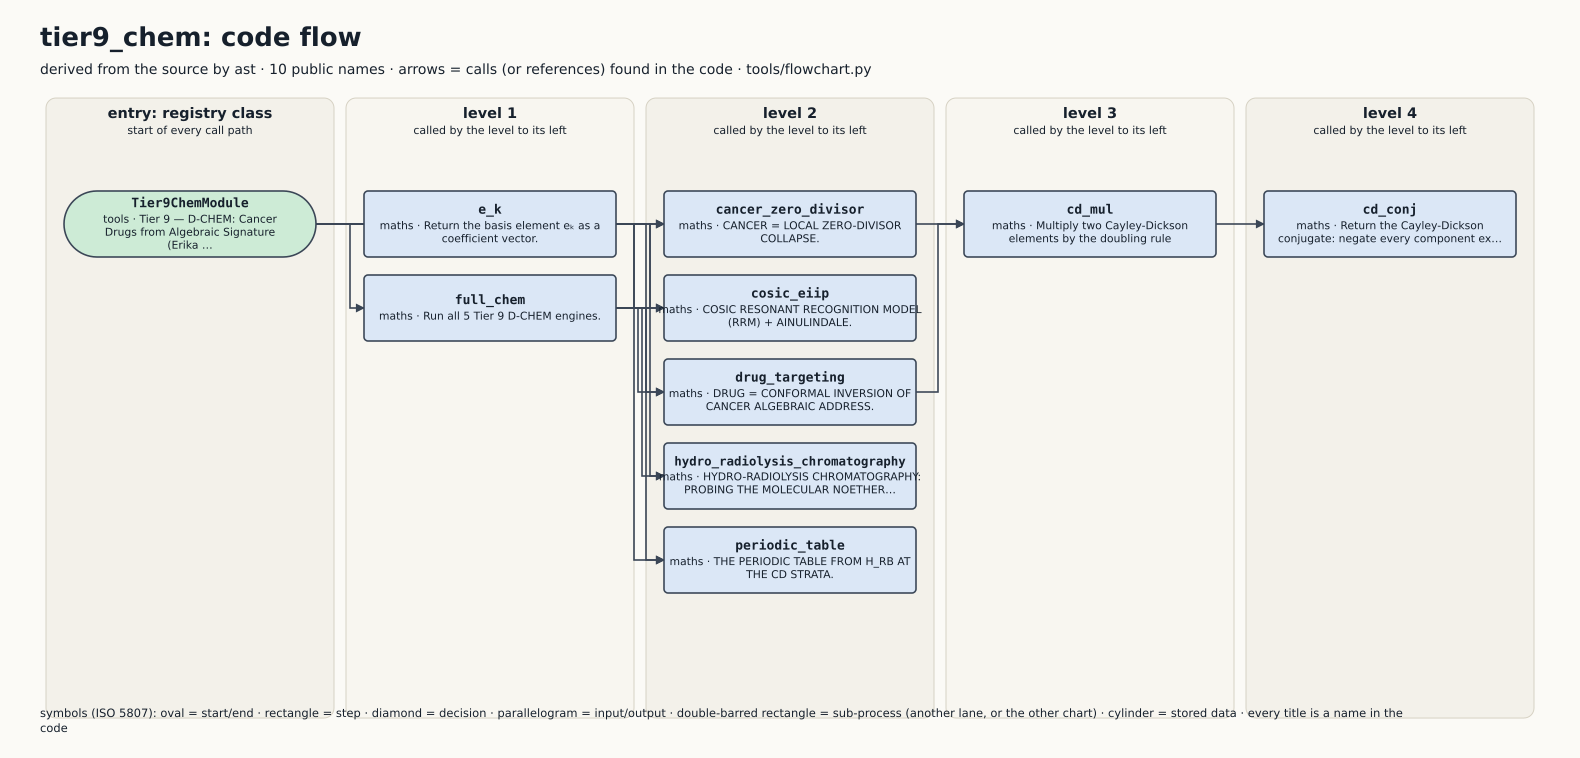 tier9_chem: code flow
derived from the source by ast · 10 public names · arrows = calls (or references) found in the code · tools/flowchart.py
entry: registry class
start of every call path
level 1
called by the level to its left
level 2
called by the level to its left
level 3
called by the level to its left
level 4
called by the level to its left
Tier9ChemModule
tools · Tier 9 — D-CHEM: Cancer
Drugs from Algebraic Signature
(Erika …
e_k
maths · Return the basis element eₖ as a
coefficient vector.
full_chem
maths · Run all 5 Tier 9 D-CHEM engines.
cancer_zero_divisor
maths · CANCER = LOCAL ZERO-DIVISOR
COLLAPSE.
cosic_eiip
maths · COSIC RESONANT RECOGNITION MODEL
(RRM) + AINULINDALE.
drug_targeting
maths · DRUG = CONFORMAL INVERSION OF
CANCER ALGEBRAIC ADDRESS.
hydro_radiolysis_chromatography
maths · HYDRO-RADIOLYSIS CHROMATOGRAPHY:
PROBING THE MOLECULAR NOETHER…
periodic_table
maths · THE PERIODIC TABLE FROM H_RB AT
THE CD STRATA.
cd_mul
maths · Multiply two Cayley-Dickson
elements by the doubling rule
cd_conj
maths · Return the Cayley-Dickson
conjugate: negate every component ex…
symbols (ISO 5807): oval = start/end · rectangle = step · diamond = decision · parallelogram = input/output · double-barred rectangle = sub-process (another lane, or the other chart) · cylinder = stored data · every title is a name in the
code